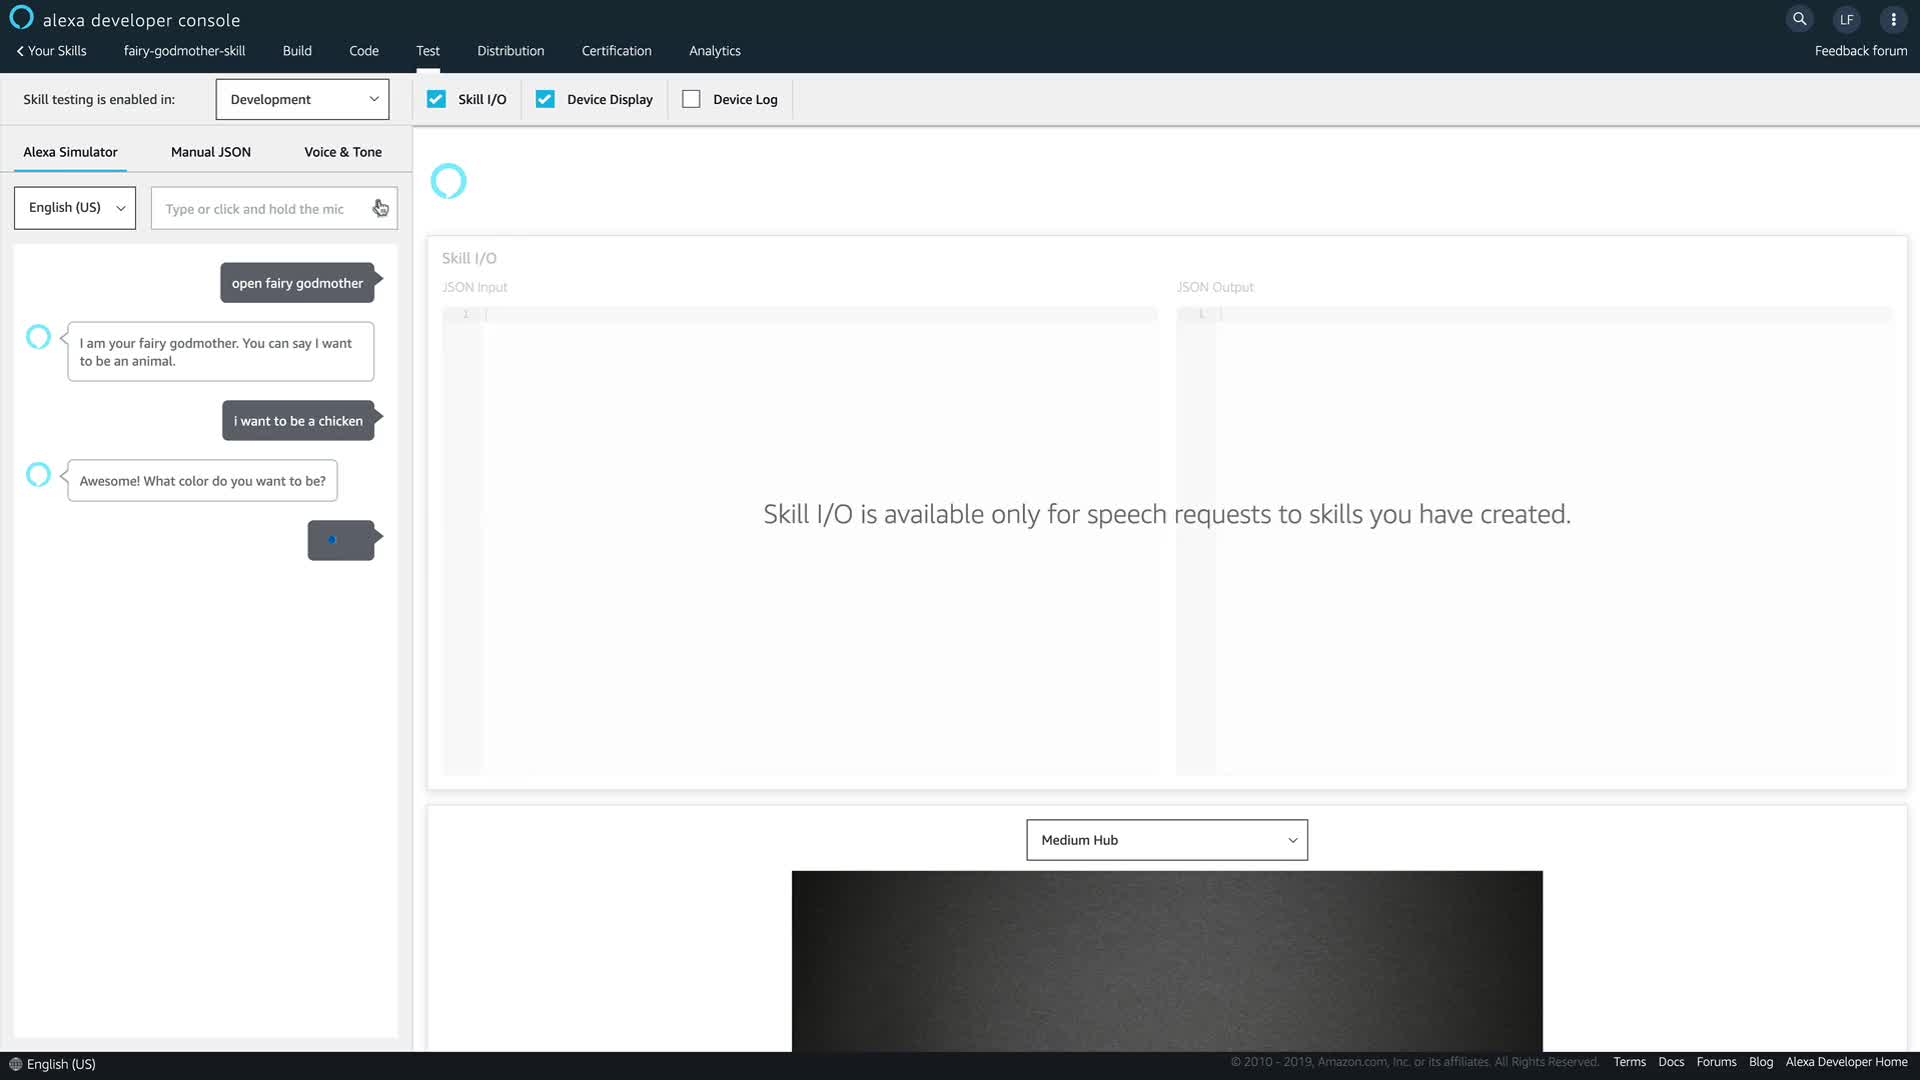 alexa developer console
LF
Your Skills
fairy-godmother-skill
Build
Code
Test
Distribution
Certification
Analytics
Feedback forum
Skill testing is enabled in:
Development
Skill I/O
Device Display
Device Log
Alexa Simulator
Manual JSON
Voice & Tone
English (US)
Type or click and hold the mic
open fairy godmother
I am your fairy godmother. You can say I want
to be an animal.
i want to be a chicken
Awesome! What color do you want to be?
Skill I/O
JSON Input
JSON Output
1
1
Skill I/O is available only for speech requests to skills you have created.
Medium Hub
English (US)
© 2010 - 2019, Amazon.com, Inc. or its affiliates. All Rights Reserved.
Terms
Docs
Forums
Blog
Alexa Developer Home